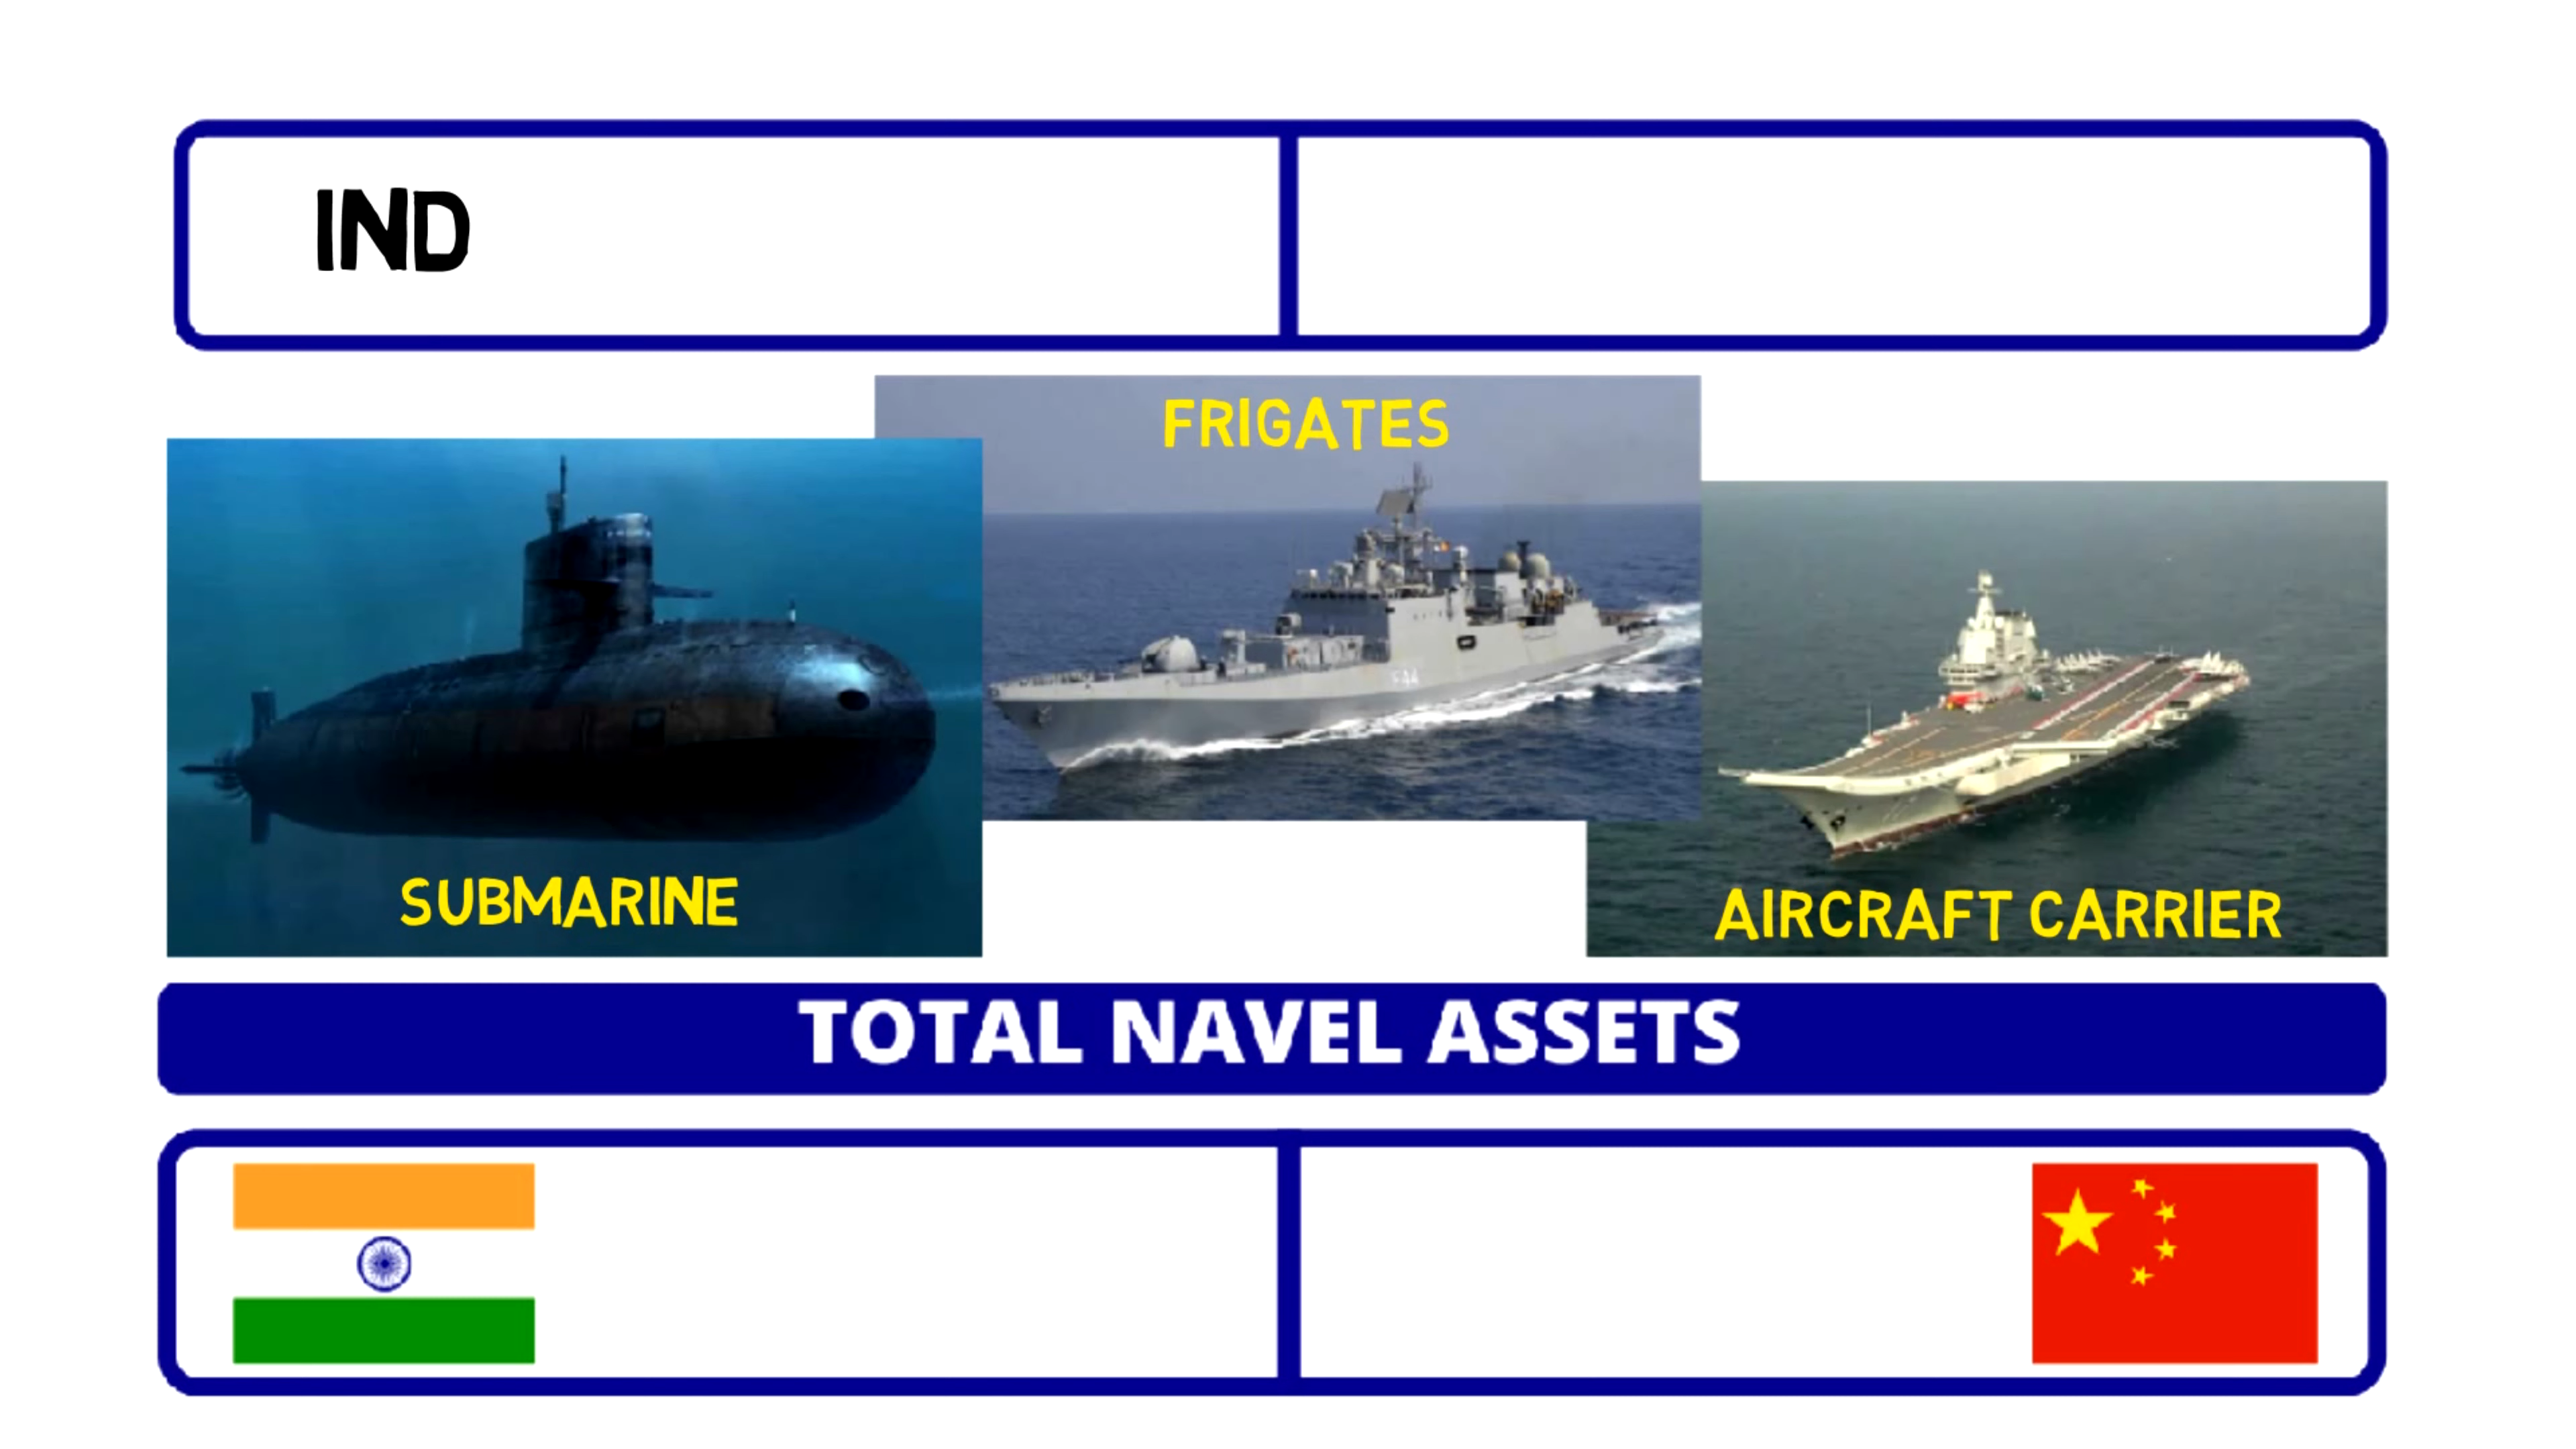 IND
FRIGATES
SUBMARINE
AIRCRAFT CARRIER
TOTAL NAVEL ASSETS